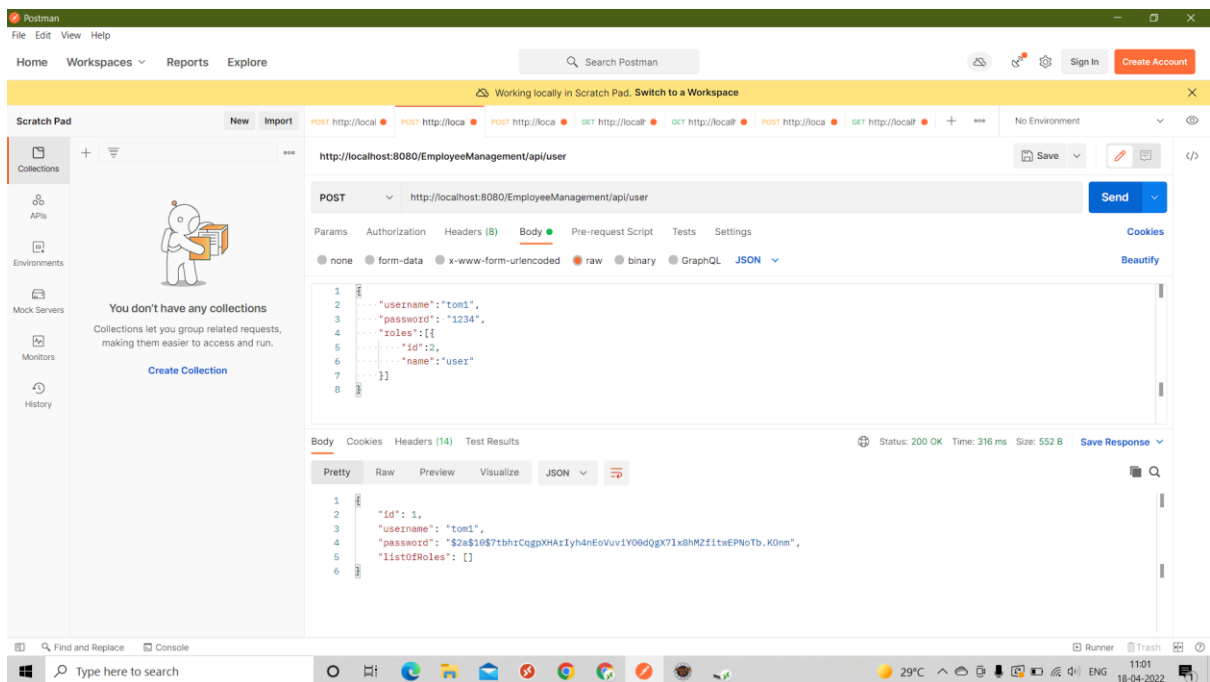 Postman
File Edit View Help
Home Workspaces Reports Explore Search Postman Sign In Create Account
Working locally in Scratch Pad. Switch to a Workspace
Scratch Pad New Import POST http://local POST http://loca POST http://local GET http://localh GET http://localh POST http://loca GET http://localh No Environment
Collections
APIs
Environments
Mock Servers
Monitors
History
You don't have any collections
Collections let you group related requests,
making them easier to access and run.
Create Collection
http://localhost:8080/EmployeeManagement/api/user Save
POST http://localhost:8080/EmployeeManagement/api/user Send
Params Authorization Headers (8) Body Pre-request Script Tests Settings Cookies
none form-data x-www-form-urlencoded raw binary GraphQL JSON Beautify
1 {
2 "username":"tom1",
3 "password": "1234",
4 "roles":[{
5 "id":2,
6 "name":"user"
7 }]
8 }
Body Cookies Headers (14) Test Results Status: 200 OK Time: 316 ms Size: 552 B Save Response
Pretty Raw Preview Visualize JSON
1 {
2 "id": 1,
3 "username": "tom1",
4 "password": "$2a$10$7tbhrCqgpXHArIyh4nEoVuviYO0dQgX7lx8hMZfitwEPNoTb.KOnm",
5 "listOfRoles": []
6 }
Find and Replace Console Runner Trash
Type here to search 29°C ENG 11:01
18-04-2022